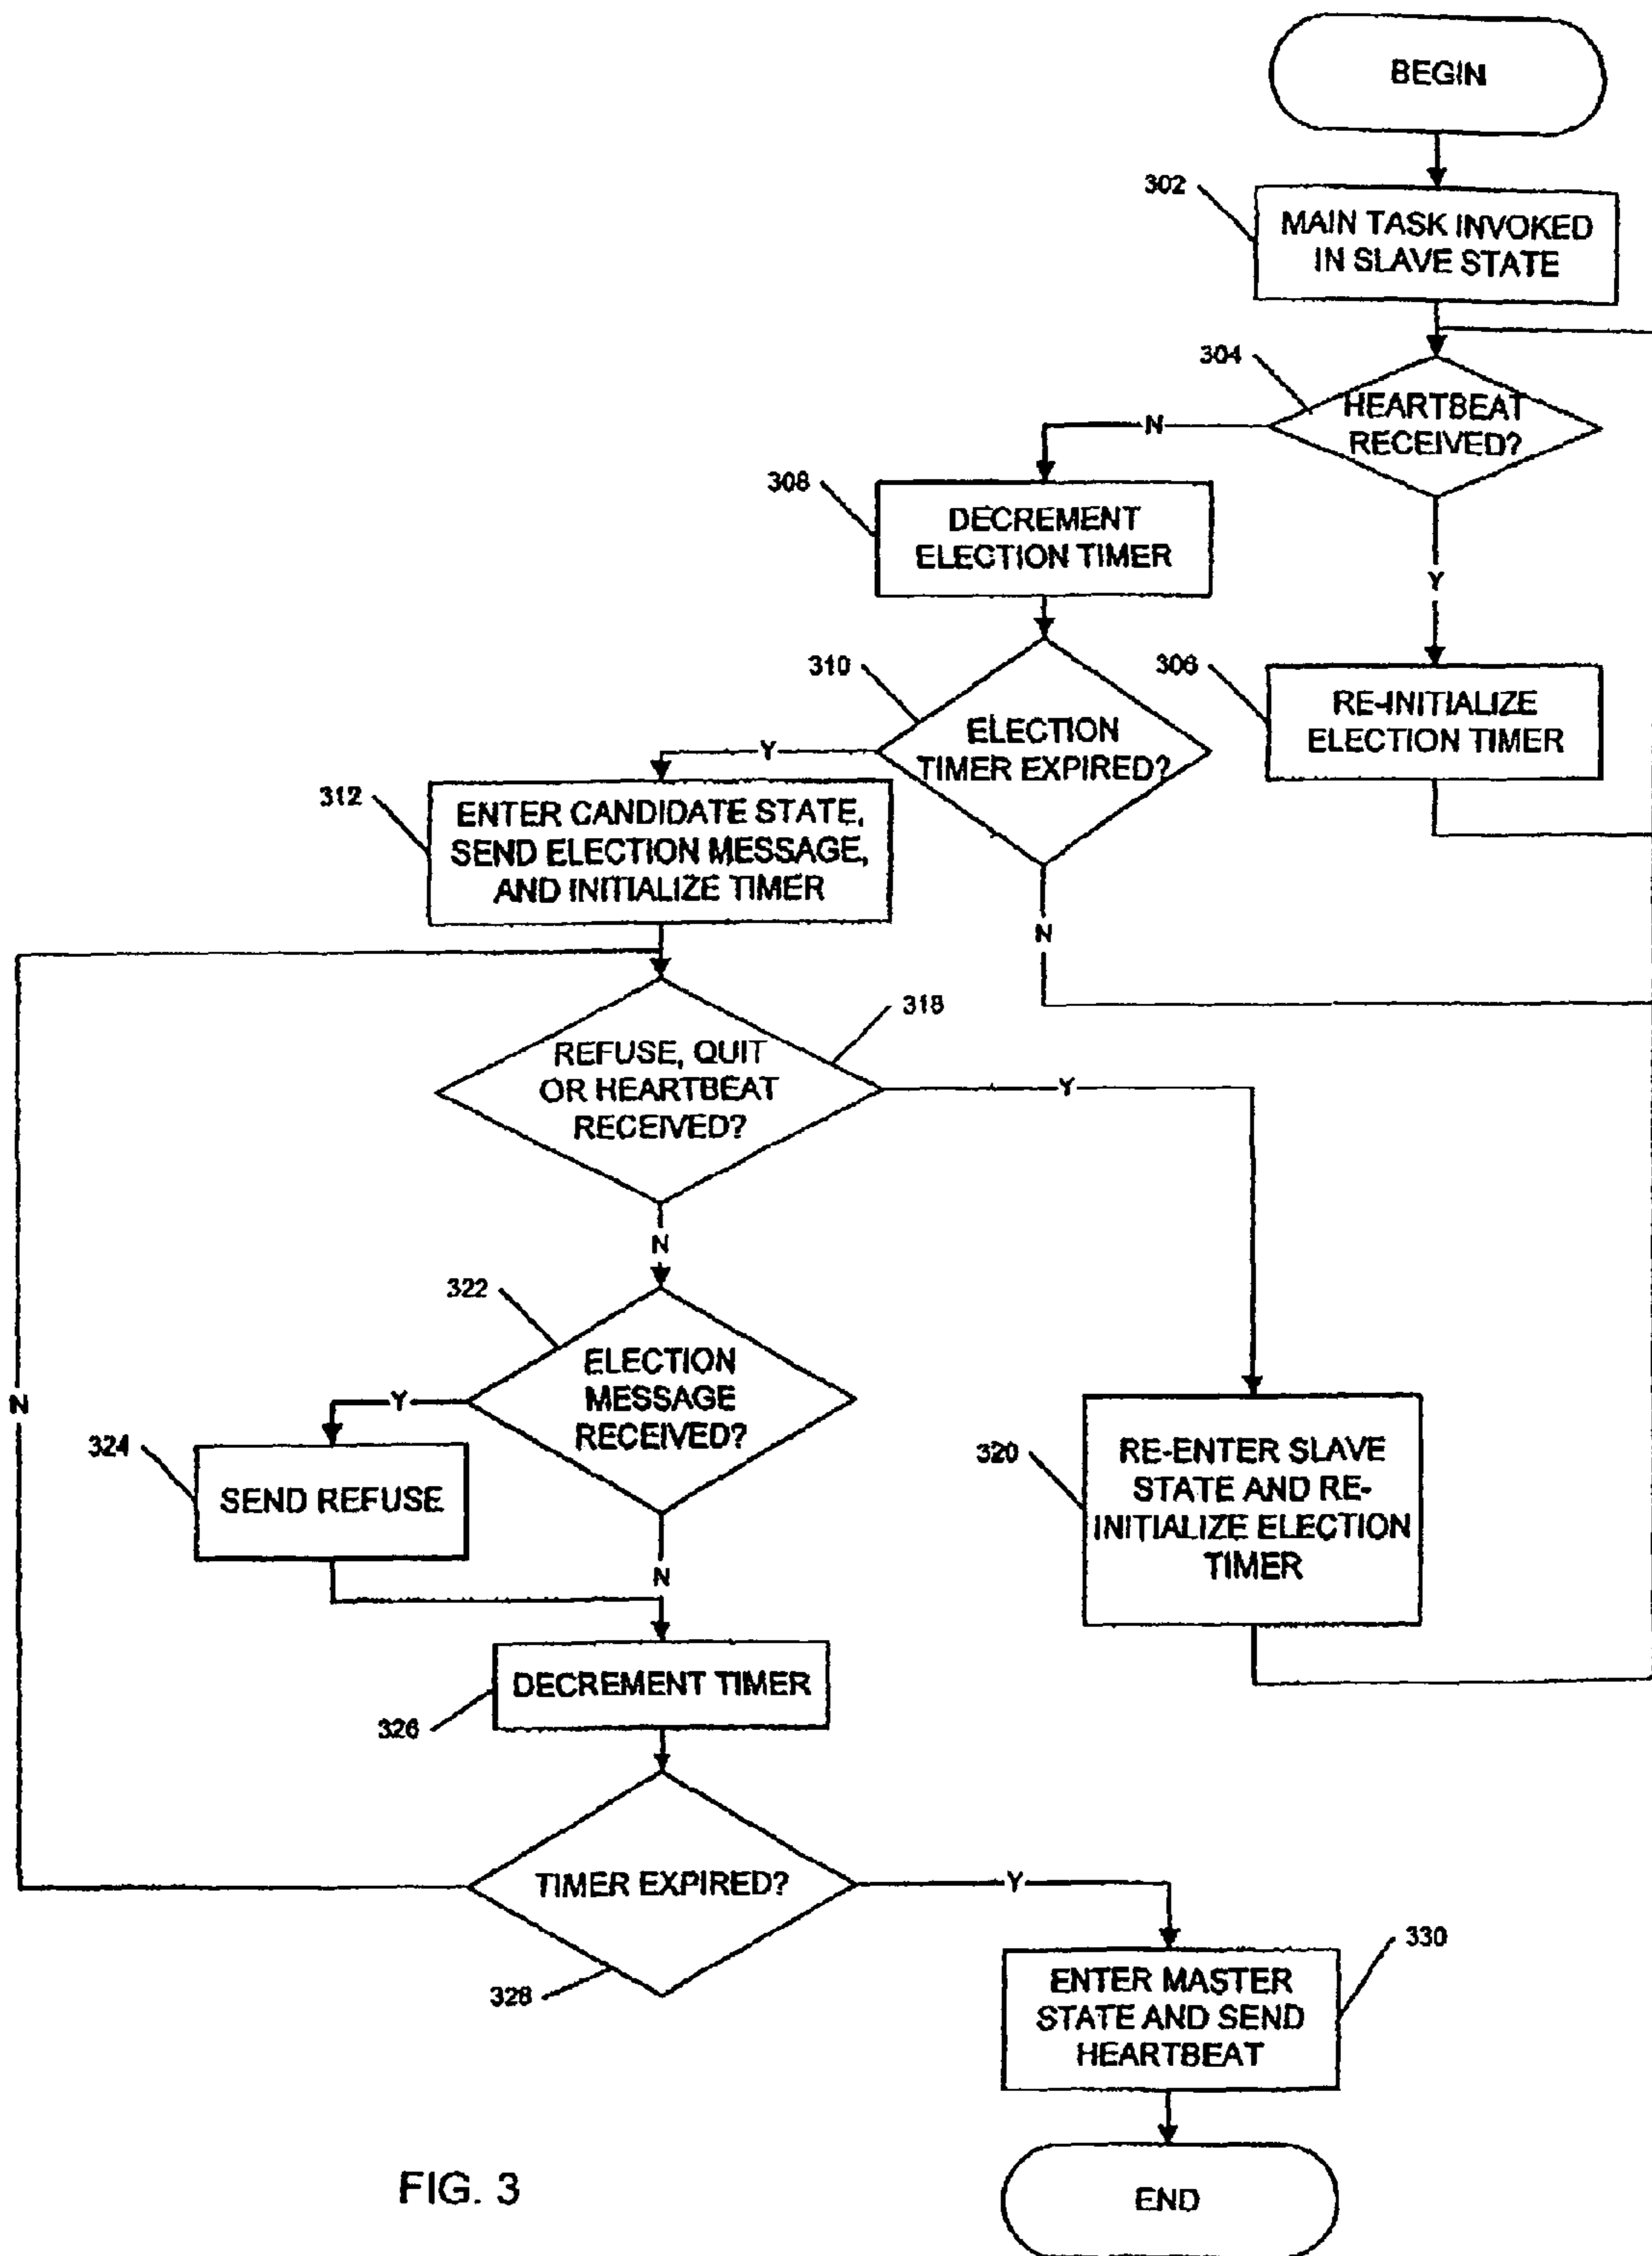 BEGIN
302
MAIN TASK INVOKED
IN SLAVE STATE
304
HEARTBEAT
RECEIVED?
N
Y
308
DECREMENT
ELECTION TIMER
306
RE-INITIALIZE
ELECTION TIMER
310
ELECTION
TIMER EXPIRED?
Y
N
312
ENTER CANDIDATE STATE,
SEND ELECTION MESSAGE,
AND INITIALIZE TIMER
318
REFUSE, QUIT
OR HEARTBEAT
RECEIVED?
Y
N
322
ELECTION
MESSAGE
RECEIVED?
Y
N
324
SEND REFUSE
320
RE-ENTER SLAVE
STATE AND RE-
INITIALIZE ELECTION
TIMER
326
DECREMENT TIMER
N
TIMER EXPIRED?
328
Y
330
ENTER MASTER
STATE AND SEND
HEARTBEAT
END
FIG. 3